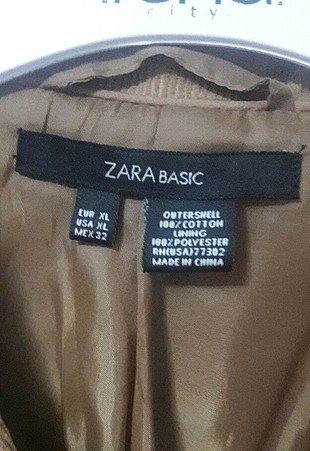 city
ZARA BASIC
EUR XL
USA XL
MEX 32
OUTERSHELL
100%COTTON
LINING
100%POLYESTER
RN(USA)77302
MADE IN CHINA